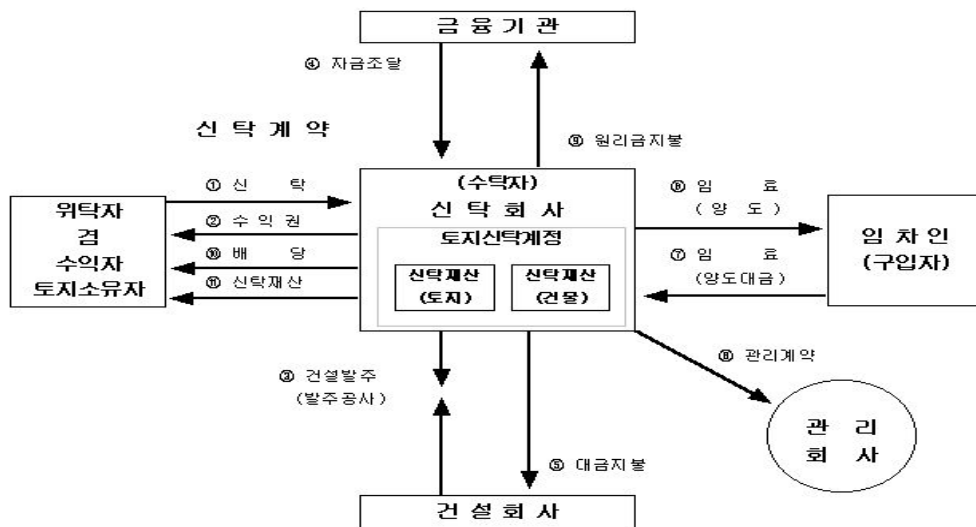 금 융 기 관
④ 자금조달
신 탁 계 약
⑨ 원리금지불
① 신 탁
② 수 익 권
⑩ 배 당
⑪ 신탁재산
위탁자
겸
수익자
토지소유자
(수탁자)
신 탁 회 사
토지신탁계정
신탁재산
(토지)
신탁재산
(건물)
⑥ 임 료
( 양 도 )
⑦ 임 료
(양도대금)
임 차 인
(구입자)
③ 건설발주
(발주공사)
⑧ 관리계약
관 리
회 사
⑤ 대금지불
건 설 회 사